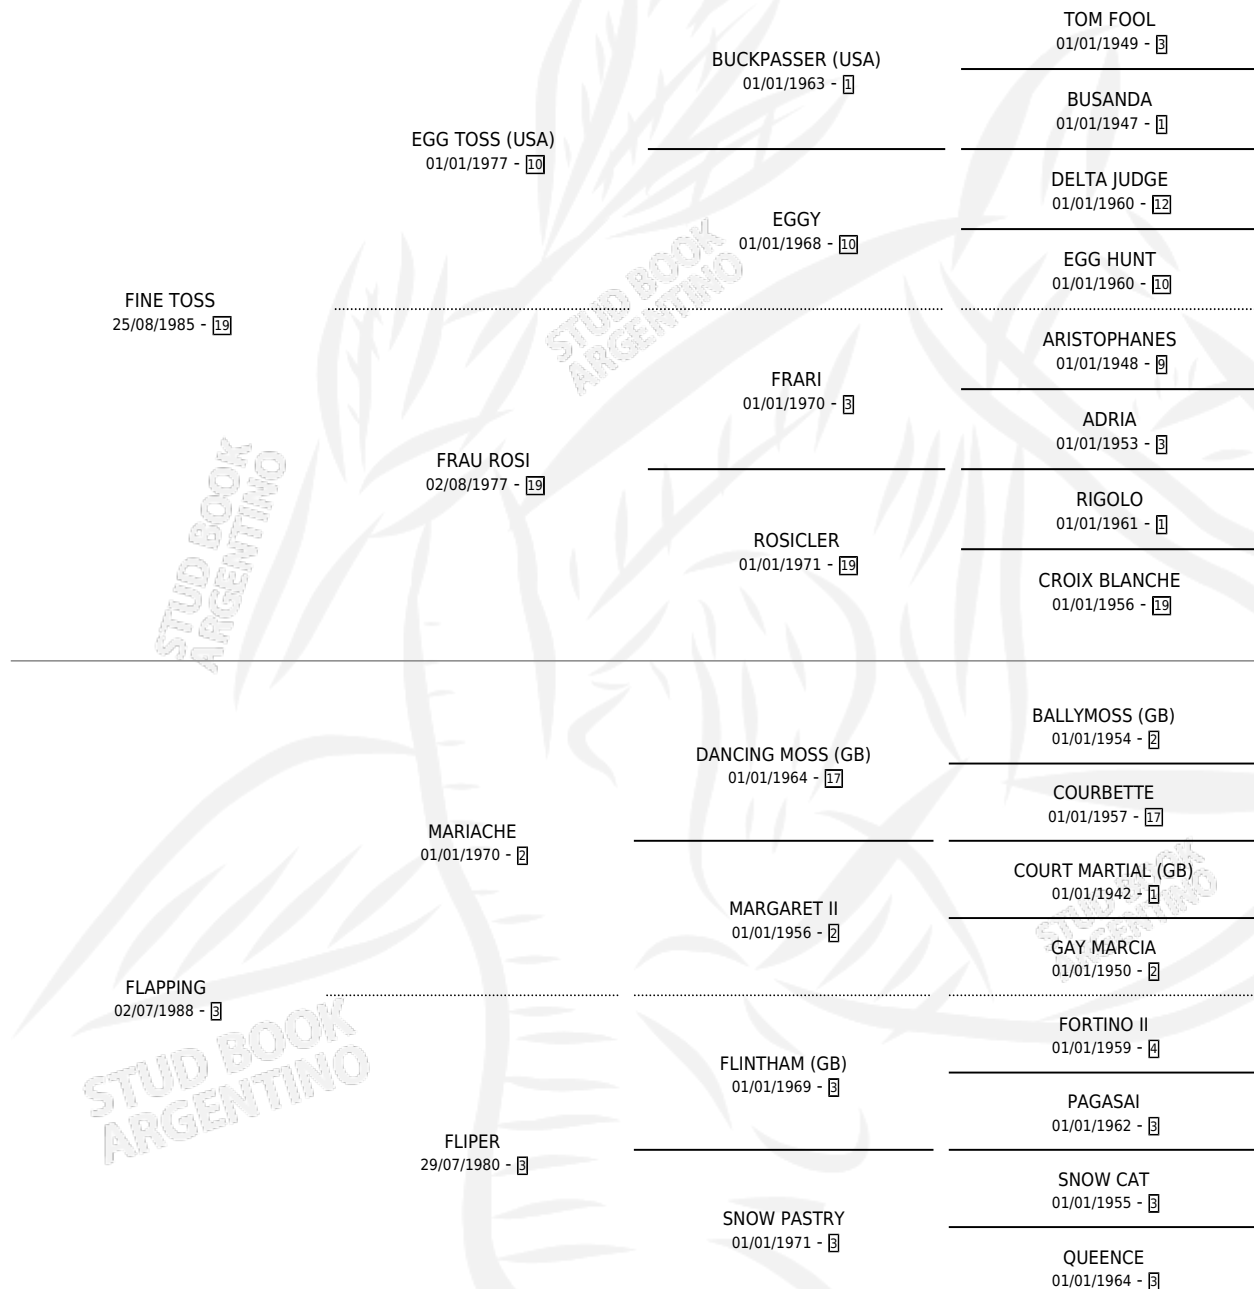 TOM FOOL
01/01/1949 - 3
BUCKPASSER (USA)
01/01/1963 - 1
BUSANDA
01/01/1947 - 1
EGG TOSS (USA)
01/01/1977 - 10
DELTA JUDGE
01/01/1960 - 12
EGGY
01/01/1968 - 10
EGG HUNT
01/01/1960 - 10
FINE TOSS
25/08/1985 - 19
ARISTOPHANES
01/01/1948 - 9
FRARI
01/01/1970 - 3
ADRIA
01/01/1953 - 3
FRAU ROSI
02/08/1977 - 19
RIGOLO
01/01/1961 - 1
ROSICLER
01/01/1971 - 19
CROIX BLANCHE
01/01/1956 - 19
BALLYMOSS (GB)
01/01/1954 - 2
DANCING MOSS (GB)
01/01/1964 - 17
COURBETTE
01/01/1957 - 17
MARIACHE
01/01/1970 - 2
COURT MARTIAL (GB)
01/01/1942 - 1
MARGARET II
01/01/1956 - 2
GAY MARCIA
01/01/1950 - 2
FLAPPING
02/07/1988 - 3
FORTINO II
01/01/1959 - 4
FLINTHAM (GB)
01/01/1969 - 3
PAGASAI
01/01/1962 - 3
FLIPER
29/07/1980 - 3
SNOW CAT
01/01/1955 - 3
SNOW PASTRY
01/01/1971 - 3
QUEENCE
01/01/1964 - 3
STUD BOOK
ARGENTINO
STUD BOOK
ARGENTINO
STUD BOOK
ARGENTINO
STUD BOOK
ARGENTINO